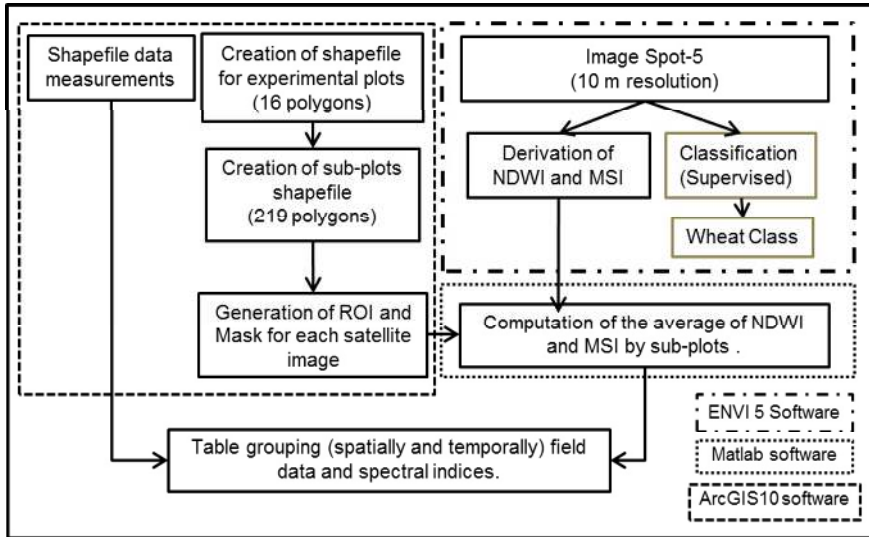 Shapefile data
measurements
Creation of shapefile
for experimental plots
(16 polygons)
Creation of sub-plots
shapefile
(219 polygons)
Generation of ROI and
Mask for each satellite
image
Image Spot-5
(10 m resolution)
Derivation of
NDWI and MSI
Classification
(Supervised)
Wheat Class
Computation of the average of NDWI
and MSI by sub-plots .
Table grouping (spatially and temporally) field
data and spectral indices.
ENVI 5 Software
Matlab software
ArcGIS10 software